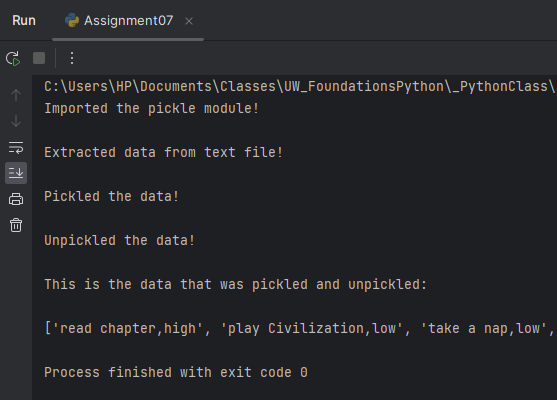 Run Assignment07
C:\Users\HP\Documents\Classes\UW_FoundationsPython\_PythonClass\
Imported the pickle module!
Extracted data from text file!
Pickled the data!
Unpickled the data!
This is the data that was pickled and unpickled:
['read chapter,high', 'play Civilization,low', 'take a nap,low',
Process finished with exit code 0